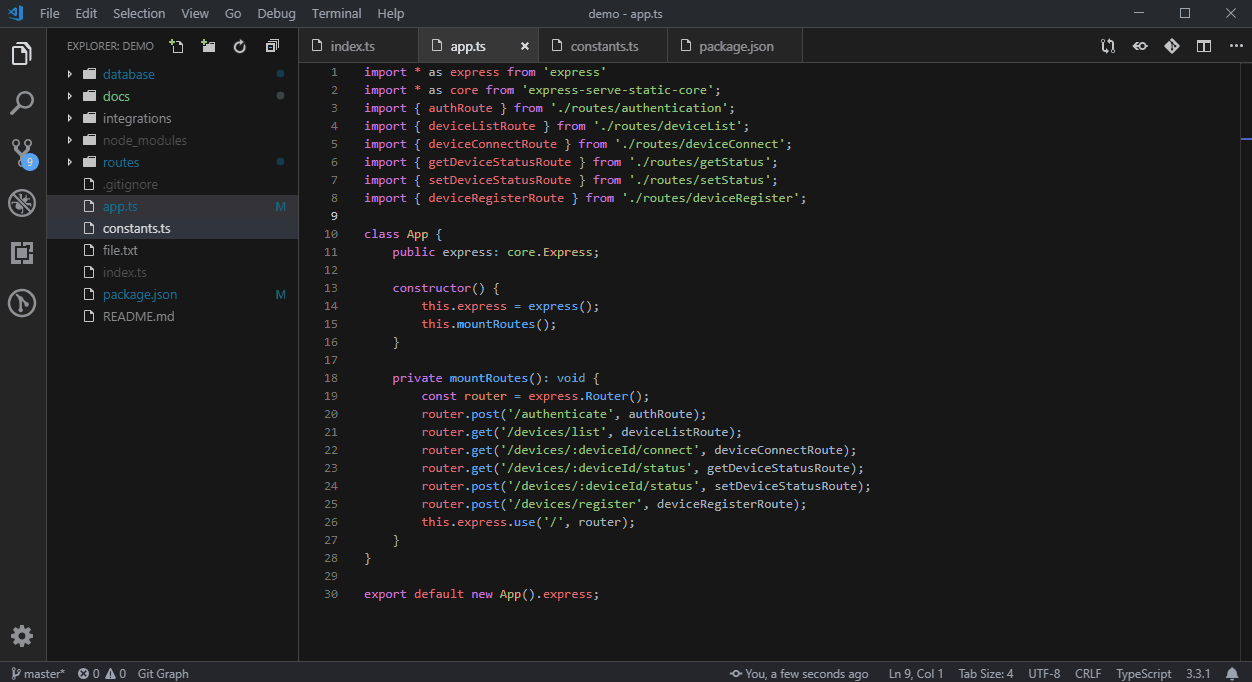 File Edit Selection View Go Debug Terminal Help demo - app.ts
EXPLORER: DEMO
database
docs
integrations
node_modules
routes
.gitignore
app.ts M
constants.ts
file.txt
index.ts
package.json M
README.md
9
index.ts app.ts constants.ts package.json
1 import * as express from 'express'
2 import * as core from 'express-serve-static-core';
3 import { authRoute } from './routes/authentication';
4 import { deviceListRoute } from './routes/deviceList';
5 import { deviceConnectRoute } from './routes/deviceConnect';
6 import { getDeviceStatusRoute } from './routes/getStatus';
7 import { setDeviceStatusRoute } from './routes/setStatus';
8 import { deviceRegisterRoute } from './routes/deviceRegister';
9
10 class App {
11     public express: core.Express;
12
13     constructor() {
14         this.express = express();
15         this.mountRoutes();
16     }
17
18     private mountRoutes(): void {
19         const router = express.Router();
20         router.post('/authenticate', authRoute);
21         router.get('/devices/list', deviceListRoute);
22         router.get('/devices/:deviceId/connect', deviceConnectRoute);
23         router.get('/devices/:deviceId/status', getDeviceStatusRoute);
24         router.post('/devices/:deviceId/status', setDeviceStatusRoute);
25         router.post('/devices/register', deviceRegisterRoute);
26         this.express.use('/', router);
27     }
28 }
29
30 export default new App().express;
master* 0 0 Git Graph You, a few seconds ago Ln 9, Col 1 Tab Size: 4 UTF-8 CRLF TypeScript 3.3.1